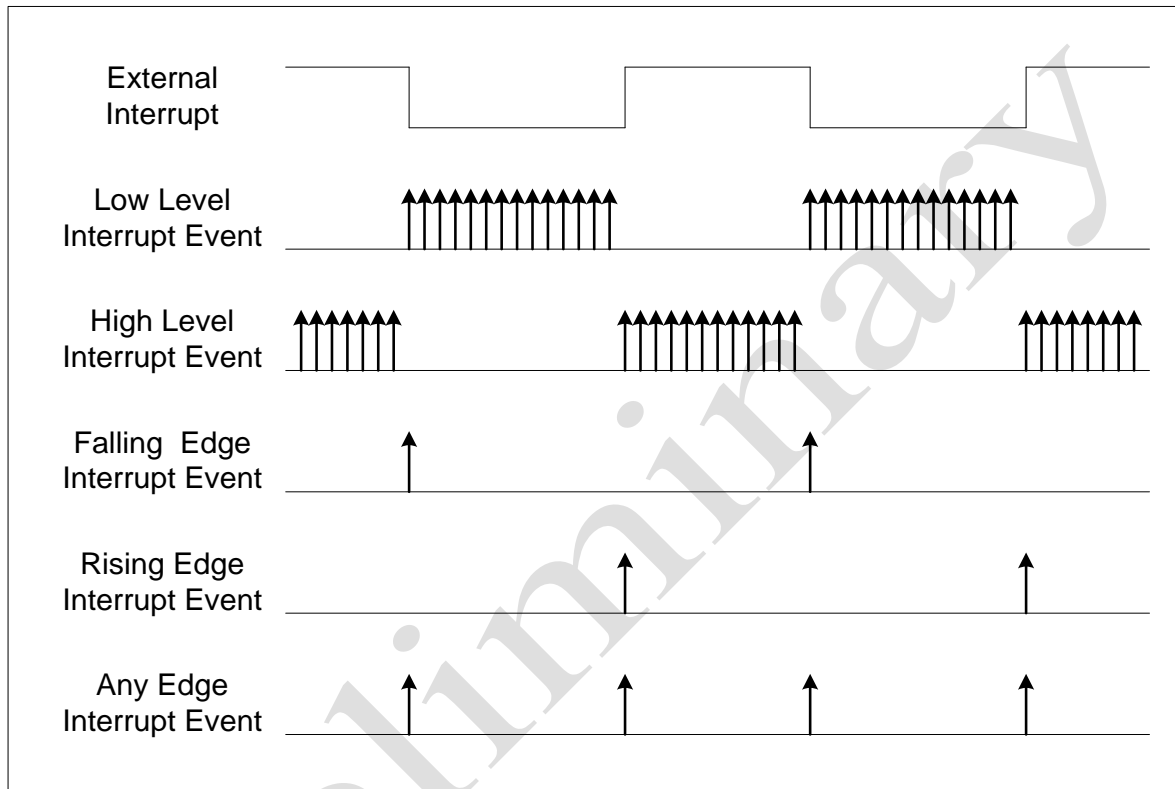 External
Interrupt
Low Level
Interrupt Event
High Level
Interrupt Event
Falling Edge
Interrupt Event
Rising Edge
Interrupt Event
Any Edge
Interrupt Event
eliminary